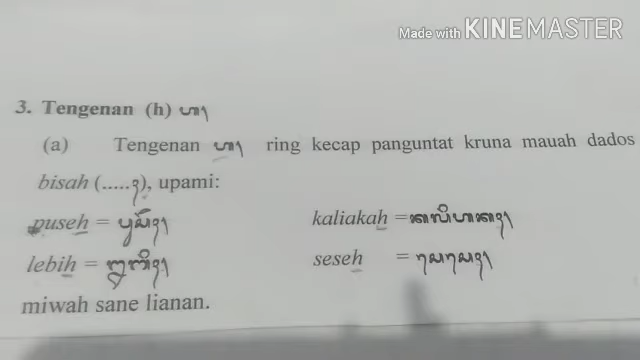 Made with KINEMASTER
3. Tengenan (h) ᬳ᭄
(a) Tengenan ᬳ᭄ ring kecap panguntat kruna mauah dados
bisah (.....ᬄ), upami:
puseh = kaliakah =
lebih = seseh = ᬲᬾᬲᬾᬄ
miwah sane lianan.